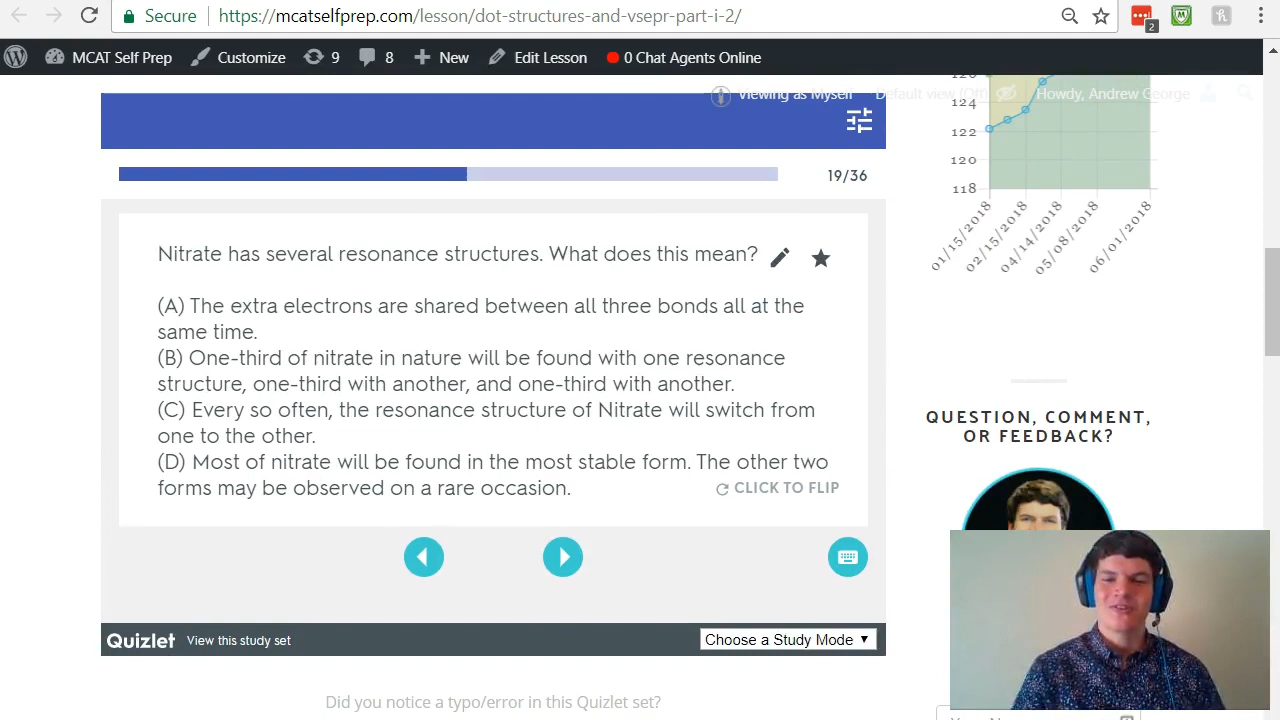 Secure
https://mcatselfprep.com/lesson/dot-structures-and-vsepr-part-i-2/
2
MCAT Self Prep
Customize
9
8
New
Edit Lesson
0 Chat Agents Online
Viewing as Myself
Default view (Off)
Howdy, Andrew George
19/36
126
124
122
120
118
01/15/2018
02/15/2018
04/14/2018
05/08/2018
06/01/2018
Nitrate has several resonance structures. What does this mean?
(A) The extra electrons are shared between all three bonds all at the
same time.
(B) One-third of nitrate in nature will be found with one resonance
structure, one-third with another, and one-third with another.
(C) Every so often, the resonance structure of Nitrate will switch from
one to the other.
(D) Most of nitrate will be found in the most stable form. The other two
forms may be observed on a rare occasion.
CLICK TO FLIP
QUESTION, COMMENT,
OR FEEDBACK?
Quizlet
View this study set
Choose a Study Mode
Did you notice a typo/error in this Quizlet set?